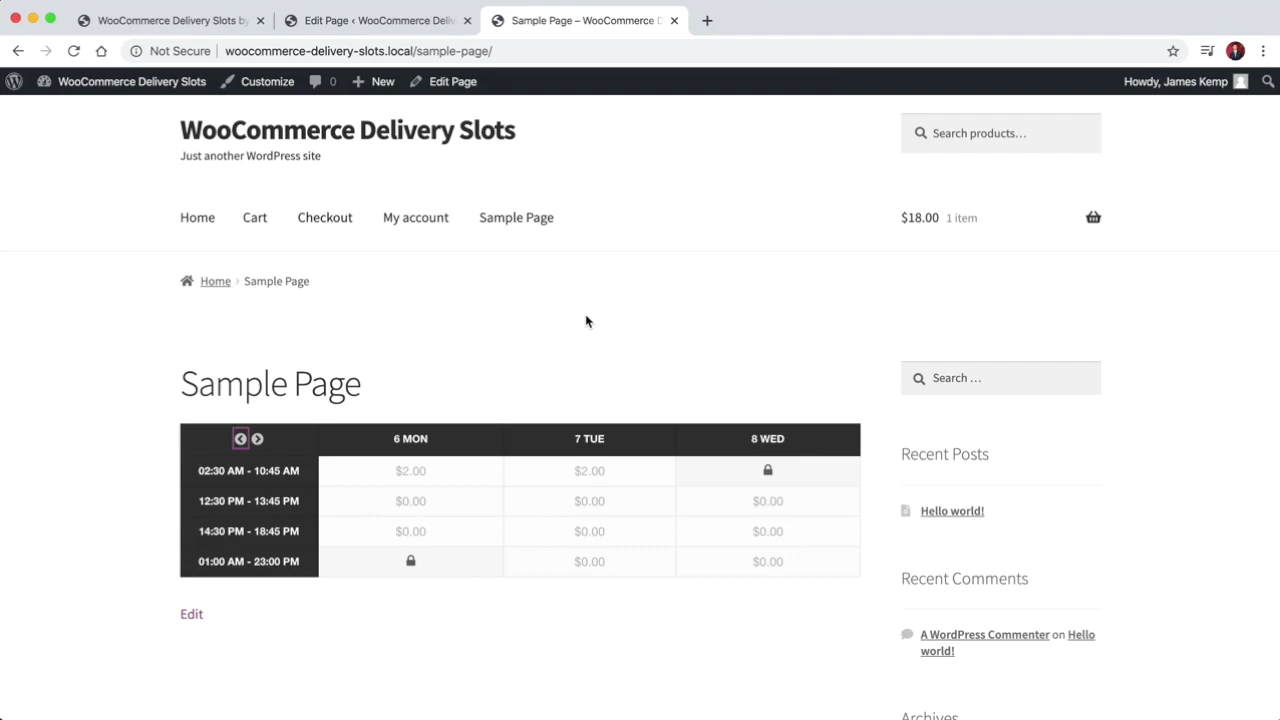 WooCommerce Delivery Slots by
Edit Page ‹ WooCommerce Deliv
Sample Page – WooCommerce D
Not Secure
woocommerce-delivery-slots.local/sample-page/
WooCommerce Delivery Slots
Customize
0
New
Edit Page
Howdy, James Kemp
WooCommerce Delivery Slots
Just another WordPress site
Search products…
Home
Cart
Checkout
My account
Sample Page
$18.00 1 item
Home › Sample Page
Sample Page
6 MON 7 TUE 8 WED
02:30 AM - 10:45 AM $2.00 $2.00
12:30 PM - 13:45 PM $0.00 $0.00 $0.00
14:30 PM - 18:45 PM $0.00 $0.00 $0.00
01:00 AM - 23:00 PM $0.00 $0.00
Edit
Search …
Recent Posts
Hello world!
Recent Comments
A WordPress Commenter on Hello
world!
Archives